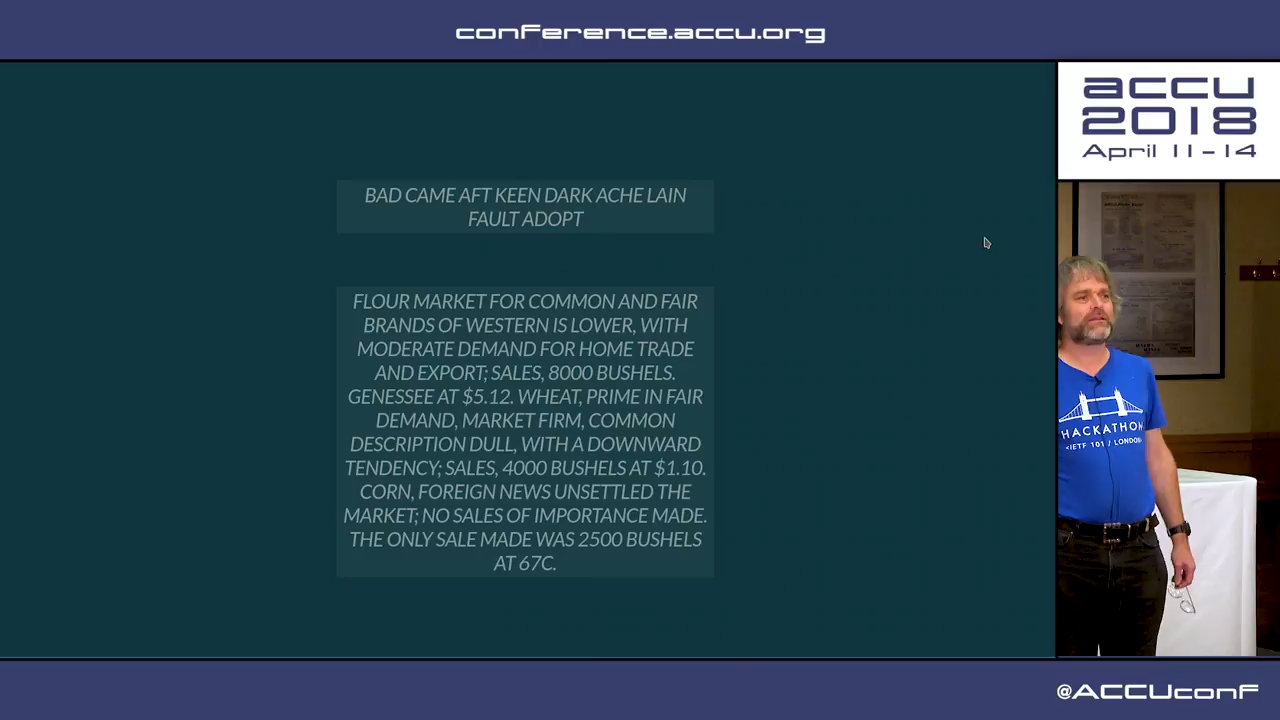 conference.accu.org
accu
2018
April 11-14
BAD CAME AFT KEEN DARK ACHE LAIN
FAULT ADOPT
FLOUR MARKET FOR COMMON AND FAIR
BRANDS OF WESTERN IS LOWER, WITH
MODERATE DEMAND FOR HOME TRADE
AND EXPORT; SALES, 8000 BUSHELS.
GENESSEE AT $5.12. WHEAT, PRIME IN FAIR
DEMAND, MARKET FIRM, COMMON
DESCRIPTION DULL, WITH A DOWNWARD
TENDENCY; SALES, 4000 BUSHELS AT $1.10.
CORN, FOREIGN NEWS UNSETTLED THE
MARKET; NO SALES OF IMPORTANCE MADE.
THE ONLY SALE MADE WAS 2500 BUSHELS
AT 67C.
HACKATHON
IETF 101 / LONDON
@ACCUconf